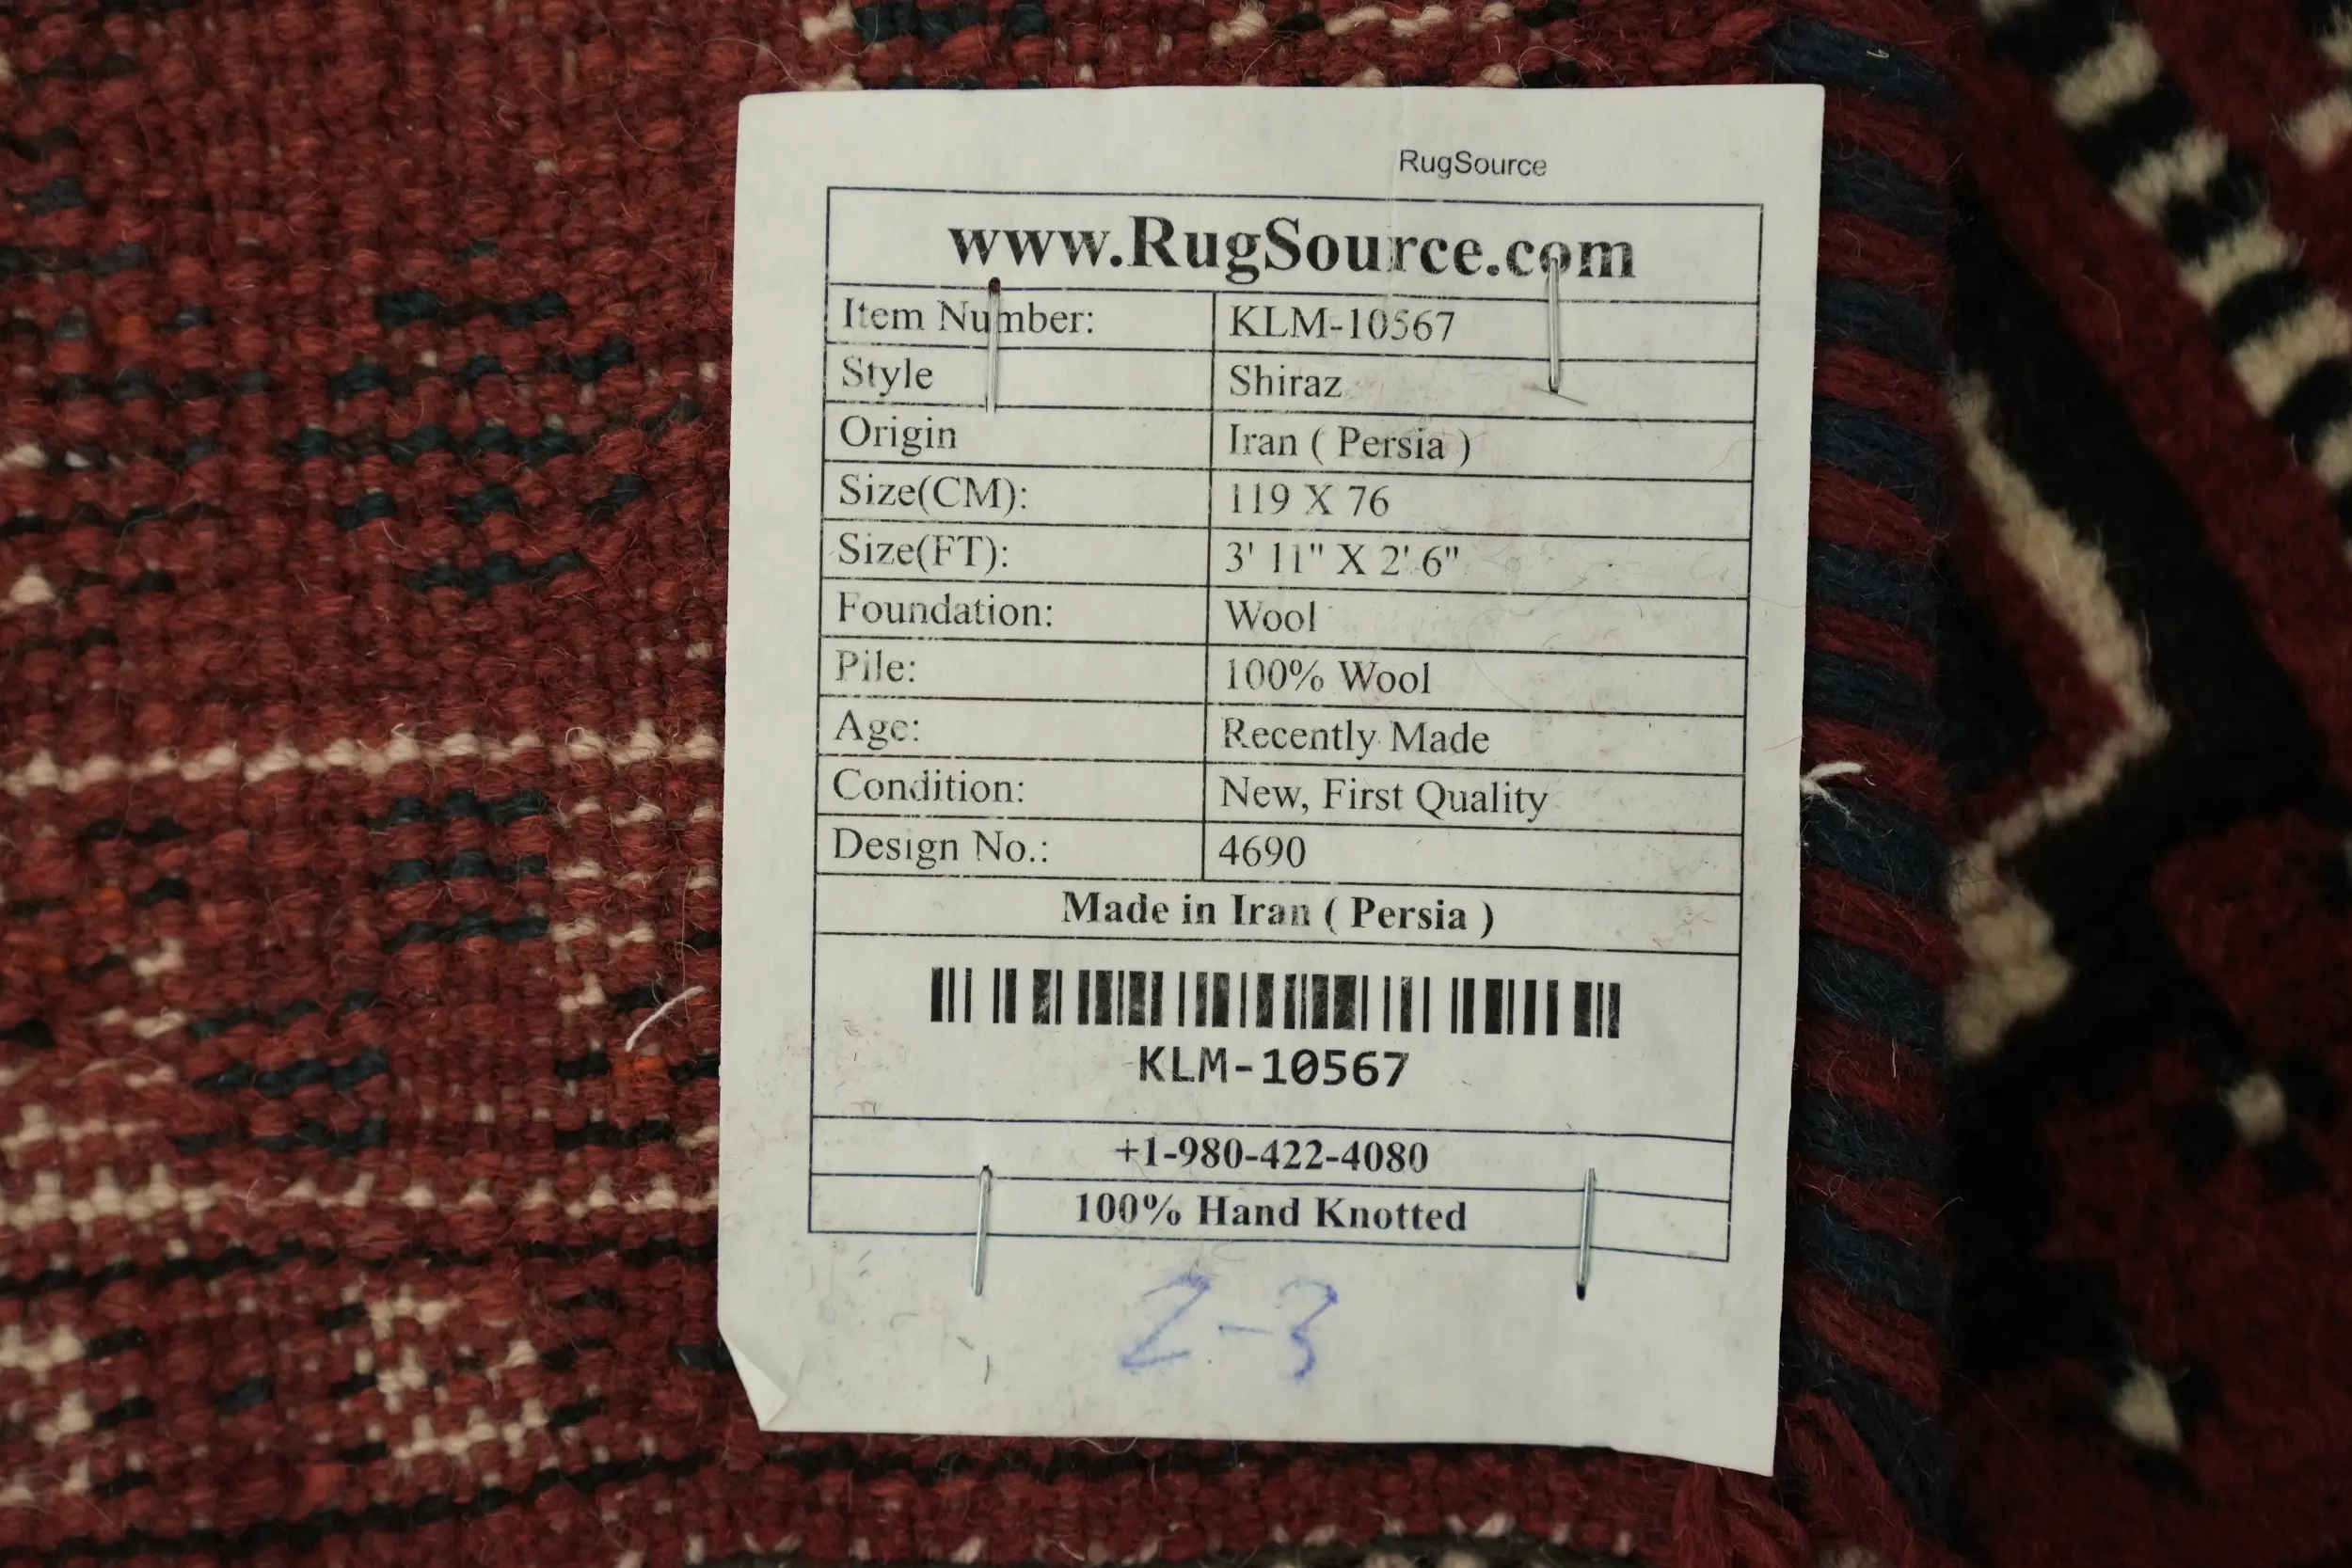 RugSource
www.RugSource.com
Item Number: KLM-10567
Style Shiraz
Origin Iran ( Persia )
Size(CM): 119 X 76
Size(FT): 3' 11" X 2' 6"
Foundation: Wool
Pile: 100% Wool
Age: Recently Made
Condition: New, First Quality
Design No.: 4690
Made in Iran ( Persia )
KLM-10567
+1-980-422-4080
100% Hand Knotted
2-3